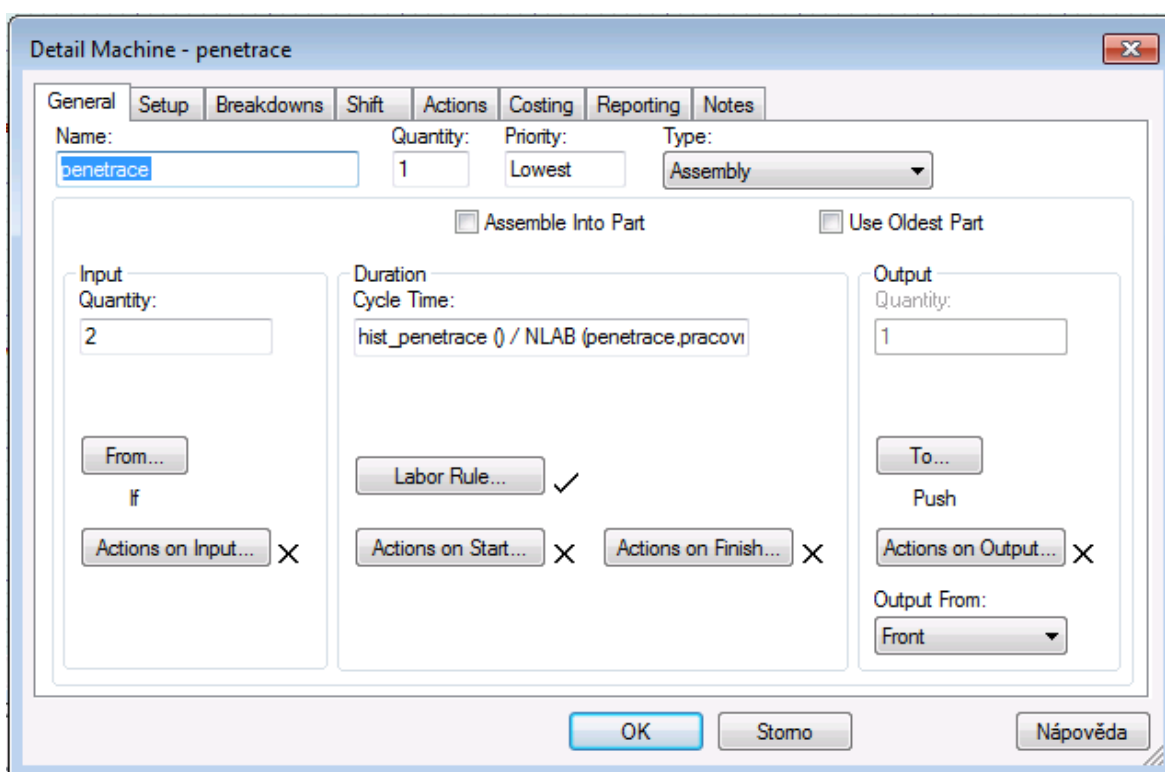 Detail Machine - penetrace
General Setup Breakdowns Shift Actions Costing Reporting Notes
Name: Quantity: Priority: Type:
penetrace 1 Lowest Assembly
Assemble Into Part Use Oldest Part
Input Duration Output
Quantity: Cycle Time: Quantity:
2 hist_penetrace () / NLAB (penetrace,pracovı 1
From... Labor Rule... To...
If Push
Actions on Input... Actions on Start... Actions on Finish... Actions on Output...
Output From:
Front
OK Storno Nápověda